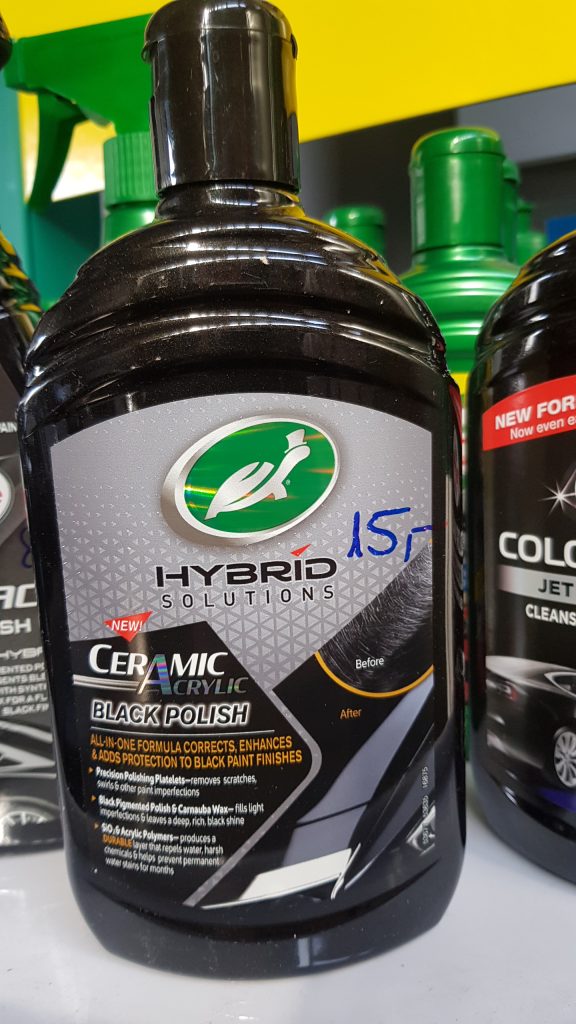 15,-
HYBRID
SOLUTIONS
NEW!
CERAMIC
ACRYLIC
BLACK POLISH
ALL-IN-ONE FORMULA CORRECTS, ENHANCES
& ADDS PROTECTION TO BLACK PAINT FINISHES
Precision Polishing Platelets—removes scratches,
swirls & other paint imperfections
Black Pigmented Polish & Carnauba Wax—fills light
imperfections & leaves a deep, rich, black shine
SiO₂ & Acrylic Polymers—produces a
DURABLE layer that repels water, harsh
chemicals & helps prevent permanent
water stains for months
Before
After
NEW FOR
Now even
COLO
JET
CLEANS